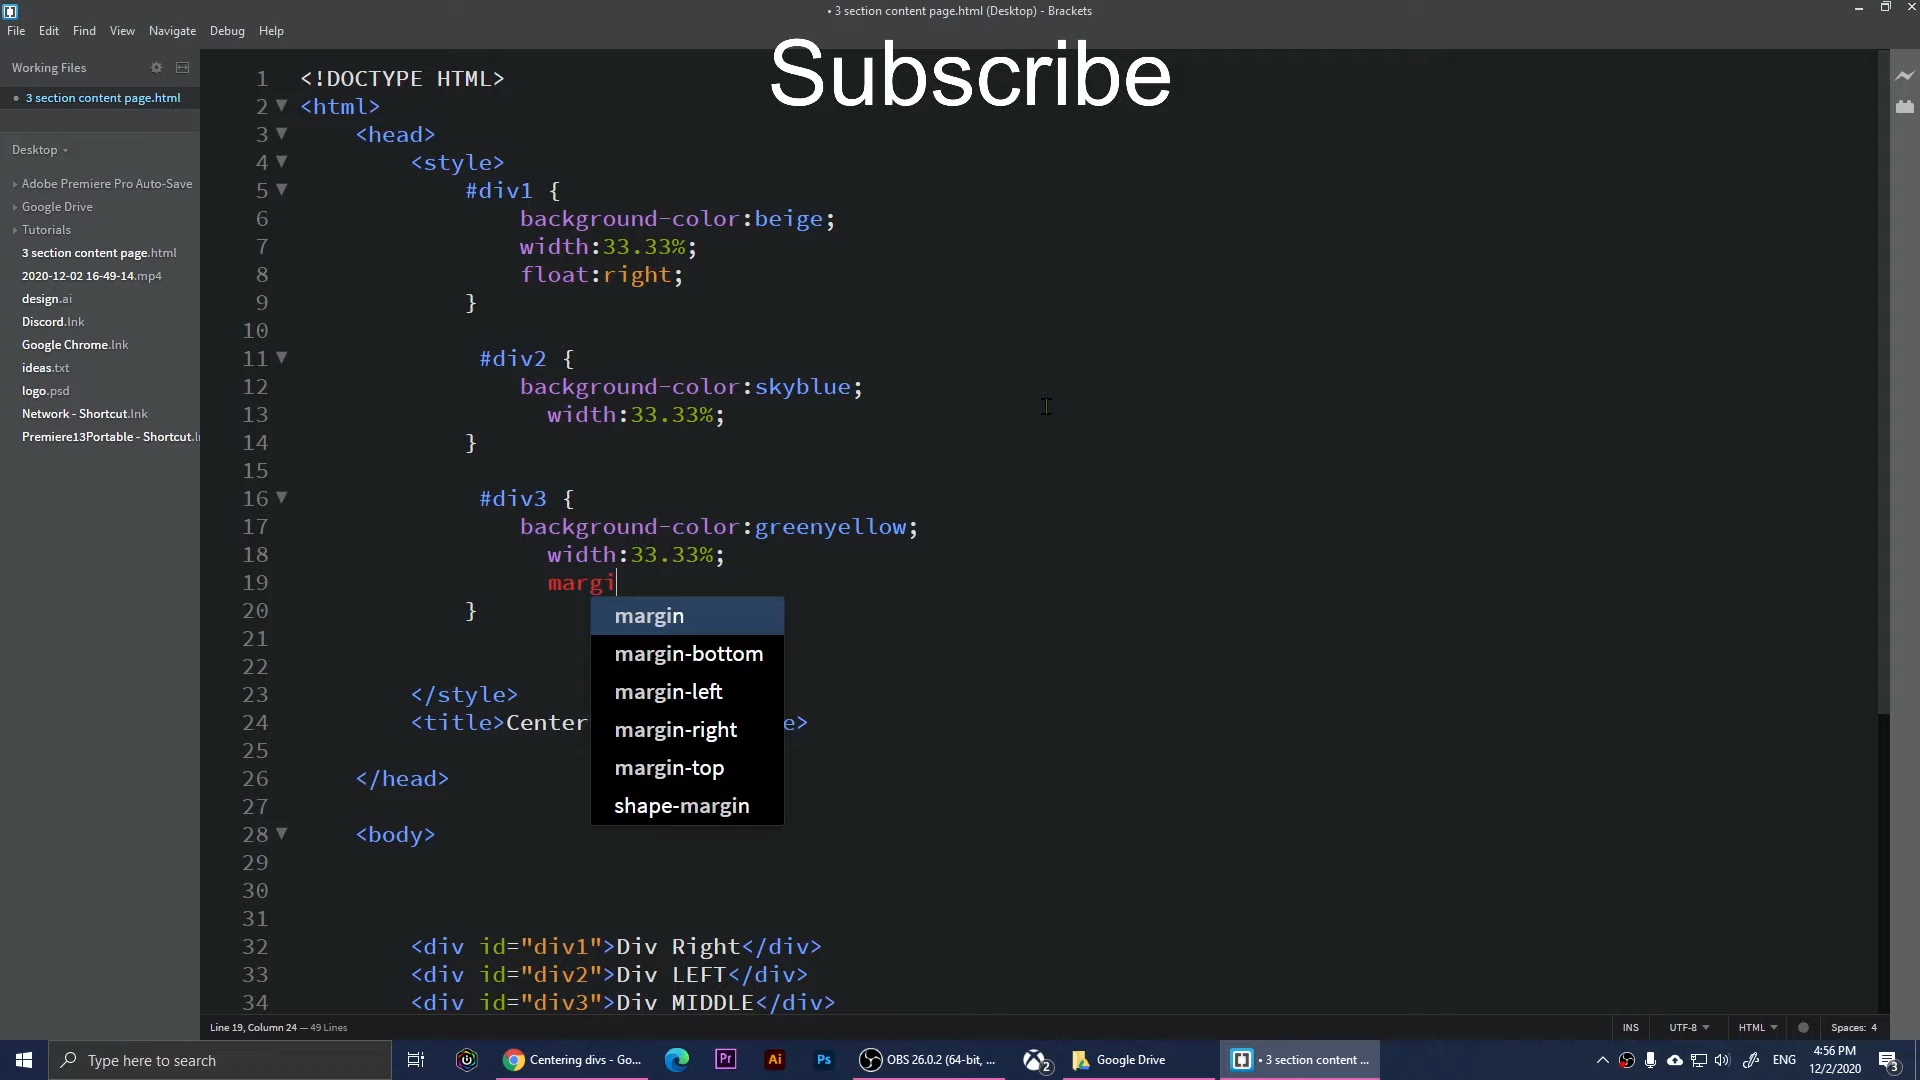 • 3 section content page.html (Desktop) - Brackets
File Edit Find View Navigate Debug Help
Subscribe
Working Files
• 3 section content page.html
Desktop
Adobe Premiere Pro Auto-Save
Google Drive
Tutorials
3 section content page.html
2020-12-02 16-49-14.mp4
design.ai
Discord.lnk
Google Chrome.lnk
ideas.txt
logo.psd
Network - Shortcut.lnk
Premiere13Portable - Shortcut.ln
1 <!DOCTYPE HTML>
2 <html>
3 <head>
4 <style>
5 #div1 {
6 background-color:beige;
7 width:33.33%;
8 float:right;
9 }
10
11 #div2 {
12 background-color:skyblue;
13 width:33.33%;
14 }
15
16 #div3 {
17 background-color:greenyellow;
18 width:33.33%;
19 margi
20 }
21
22
23 </style>
24 <title>Center e>
25
26 </head>
27
28 <body>
29
30
31
32 <div id="div1">Div Right</div>
33 <div id="div2">Div LEFT</div>
34 <div id="div3">Div MIDDLE</div>
margin
margin-bottom
margin-left
margin-right
margin-top
shape-margin
Line 19, Column 24 — 49 Lines
INS UTF-8 HTML Spaces: 4
Type here to search
Centering divs - Go...
Pr
Ai
Ps
OBS 26.0.2 (64-bit, ...
2
Google Drive
• 3 section content ...
ENG
4:56 PM
12/2/2020
3